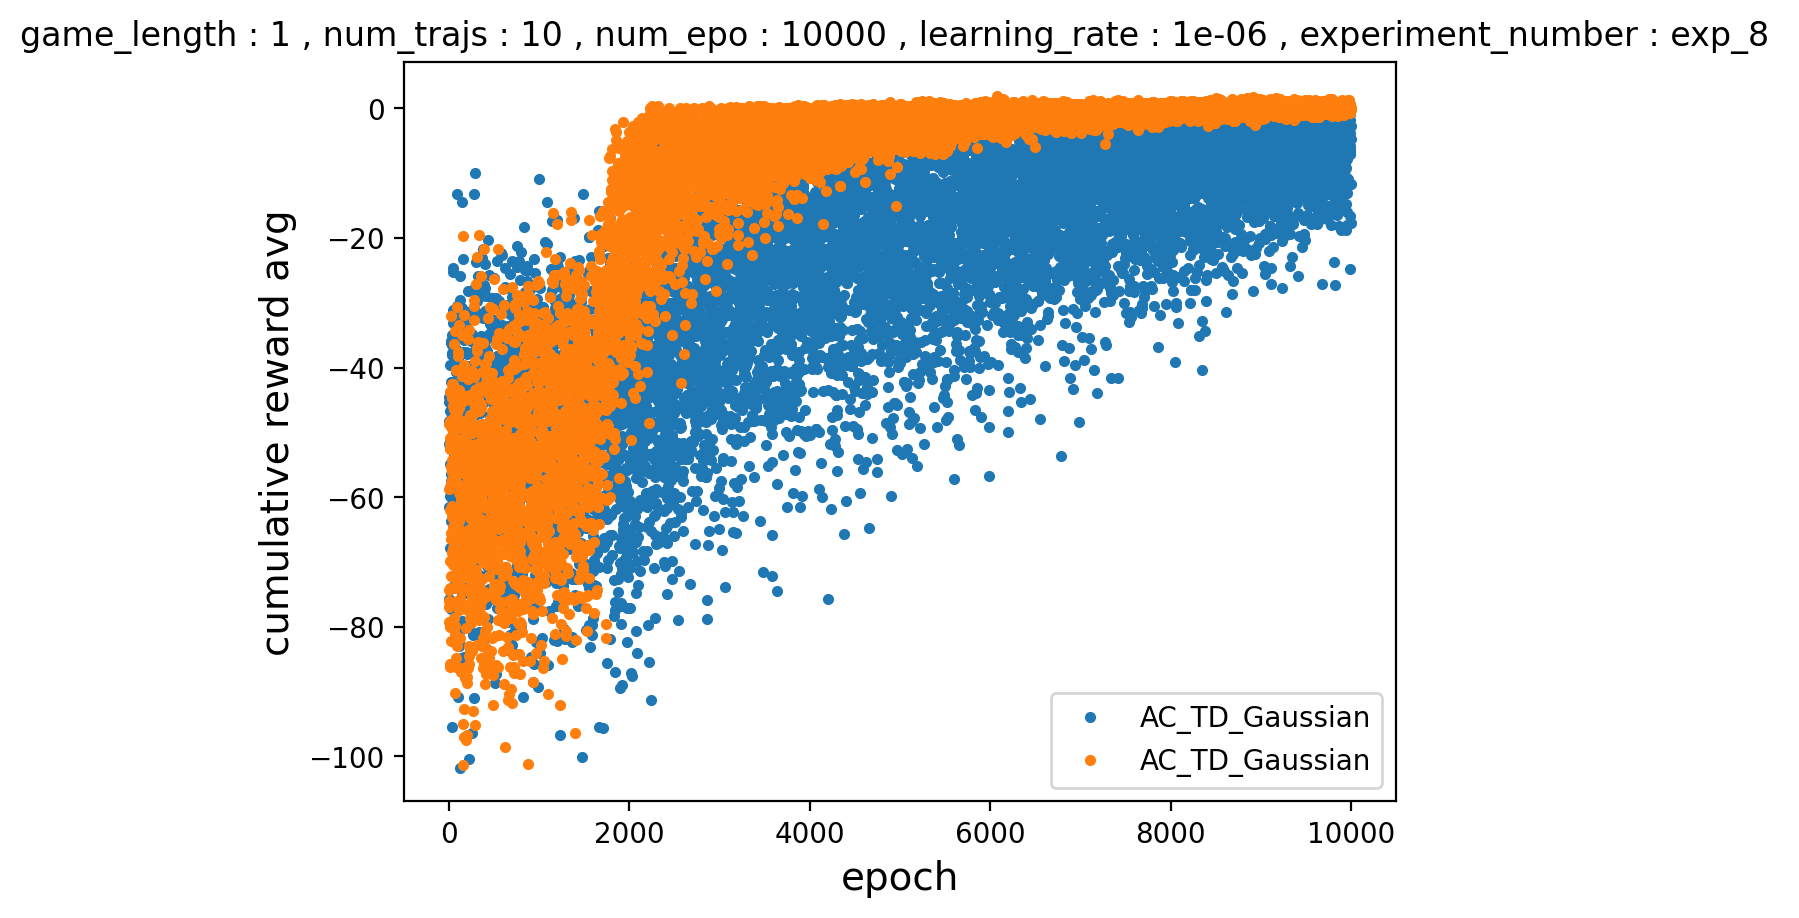 game_length : 1 , num_trajs : 10 , num_epo : 10000 , learning_rate : 1e-06 , experiment_number : exp_8
0
−20
−40
−60
−80
−100
cumulative reward avg
AC_TD_Gaussian
AC_TD_Gaussian
0 2000 4000 6000 8000 10000
epoch